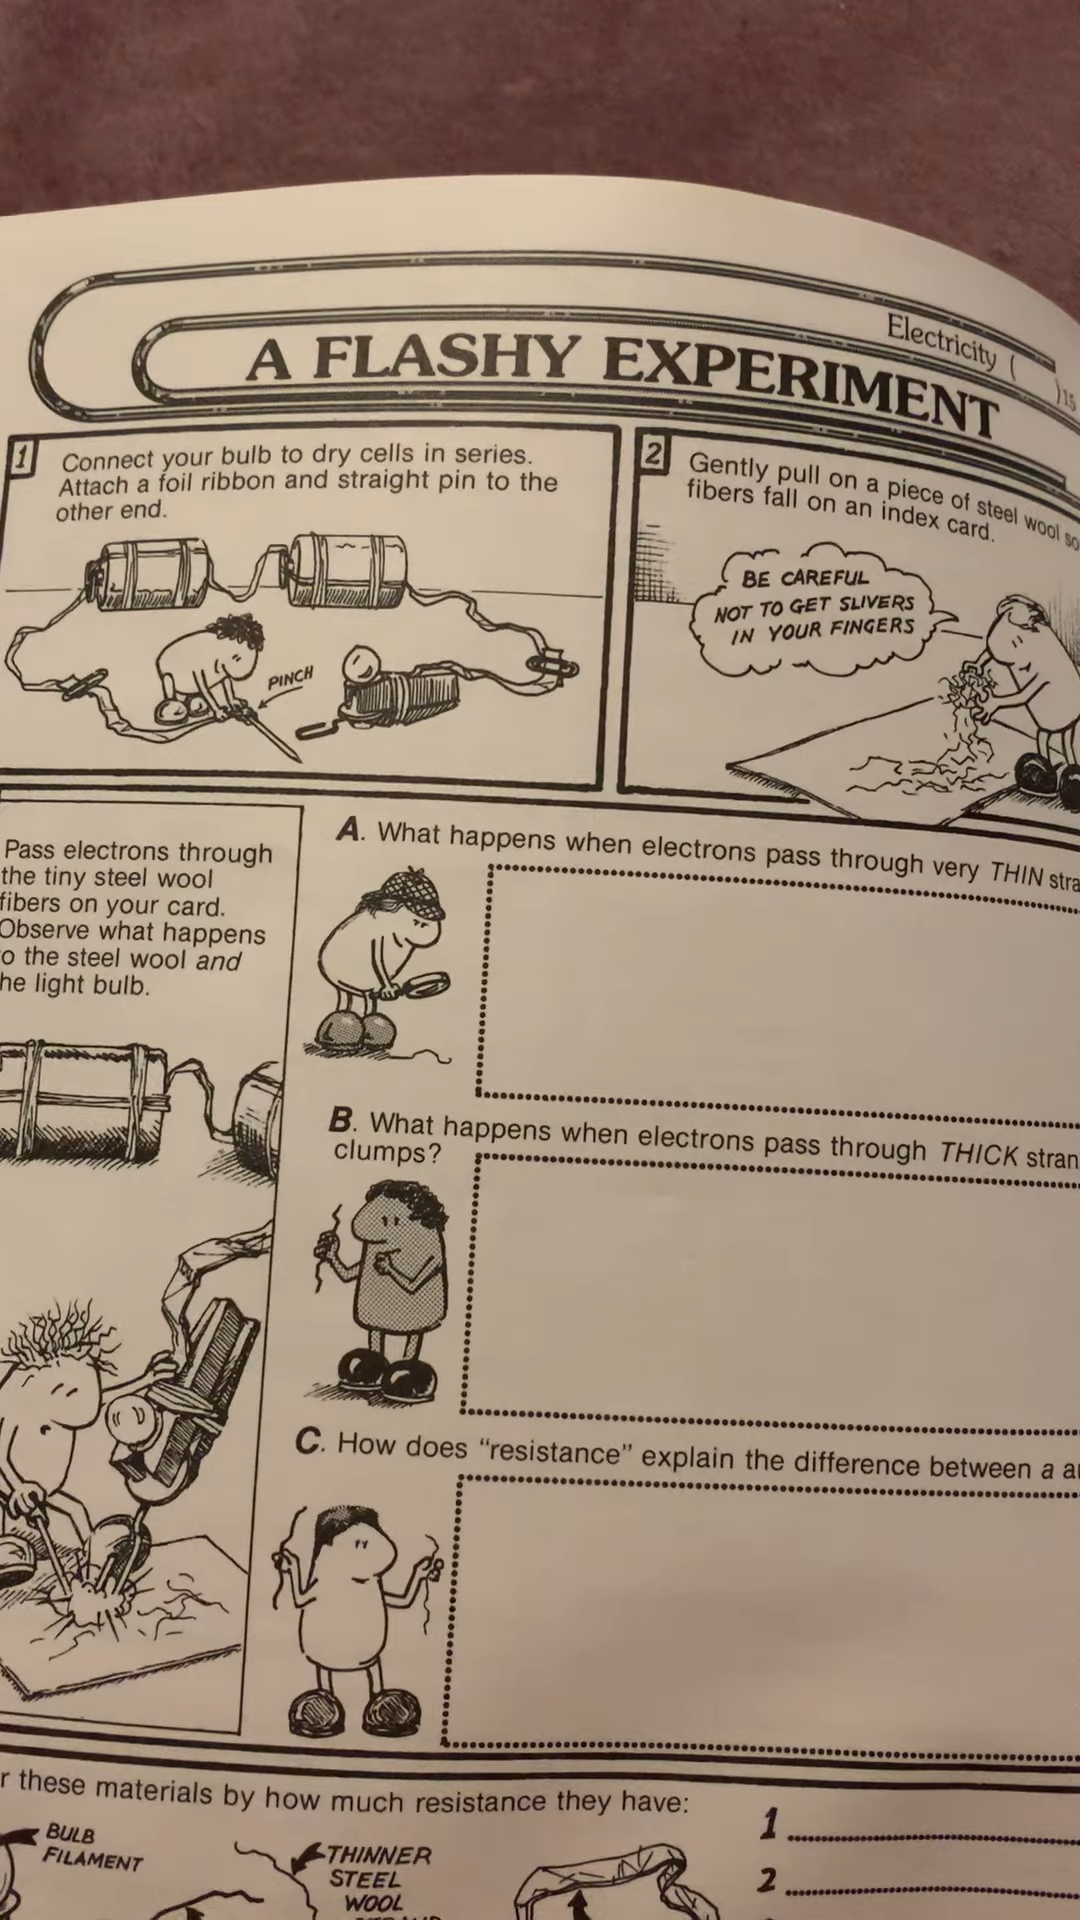 Electricity ( )15
A FLASHY EXPERIMENT
1
Connect your bulb to dry cells in series.
Attach a foil ribbon and straight pin to the
other end.
PINCH
2
Gently pull on a piece of steel wool so
fibers fall on an index card.
BE CAREFUL
NOT TO GET SLIVERS
IN YOUR FINGERS
Pass electrons through
the tiny steel wool
fibers on your card.
Observe what happens
o the steel wool and
he light bulb.
A. What happens when electrons pass through very THIN stra
B. What happens when electrons pass through THICK stran
clumps?
C. How does “resistance” explain the difference between a a
r these materials by how much resistance they have:
BULB
FILAMENT
THINNER
STEEL
WOOL
1
2